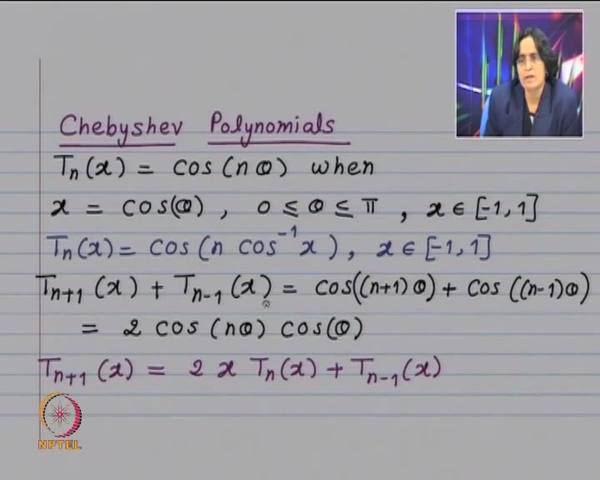 Chebyshev Polynomials
Tn(x) = cos(nθ) when
x = cos(θ), 0 ≤ θ ≤ π, x ∈ [-1,1]
Tn(x) = cos(n cos⁻¹x), x ∈ [-1,1]
Tn+1(x) + Tn-1(x) = cos((n+1)θ) + cos((n-1)θ)
= 2 cos(nθ) cos(θ)
Tn+1(x) = 2 x Tn(x) + Tn-1(x)
NPTEL